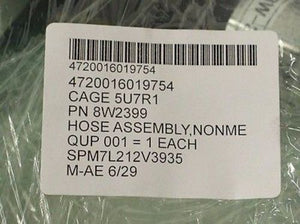 4720016019754
4720016019754
CAGE 5U7R1
PN 8W2399
HOSE ASSEMBLY,NONME
QUP 001 = 1 EACH
SPM7L212V3935
M-AE 6/29